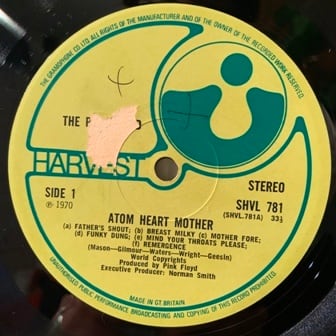 THE GRAMOPHONE CO. LTD. ALL RIGHTS OF THE MANUFACTURER AND OF THE OWNER OF THE RECORDED WORK RESERVED.
THE P
HARVEST
SIDE 1
℗ 1970
STEREO
SHVL 781
(SHVL.781A) 33⅓
ATOM HEART MOTHER
(a) FATHER'S SHOUT; (b) BREAST MILKY (c) MOTHER FORE;
(d) FUNKY DUNG; (e) MIND YOUR THROATS PLEASE;
(f) REMERGENCE
(Mason—Gilmour—Waters—Wright—Geesin)
World Copyrights
Produced by Pink Floyd
Executive Producer: Norman Smith
MADE IN GT BRITAIN
UNAUTHORISED PUBLIC PERFORMANCE BROADCASTING AND COPYING OF THIS RECORD PROHIBITED.